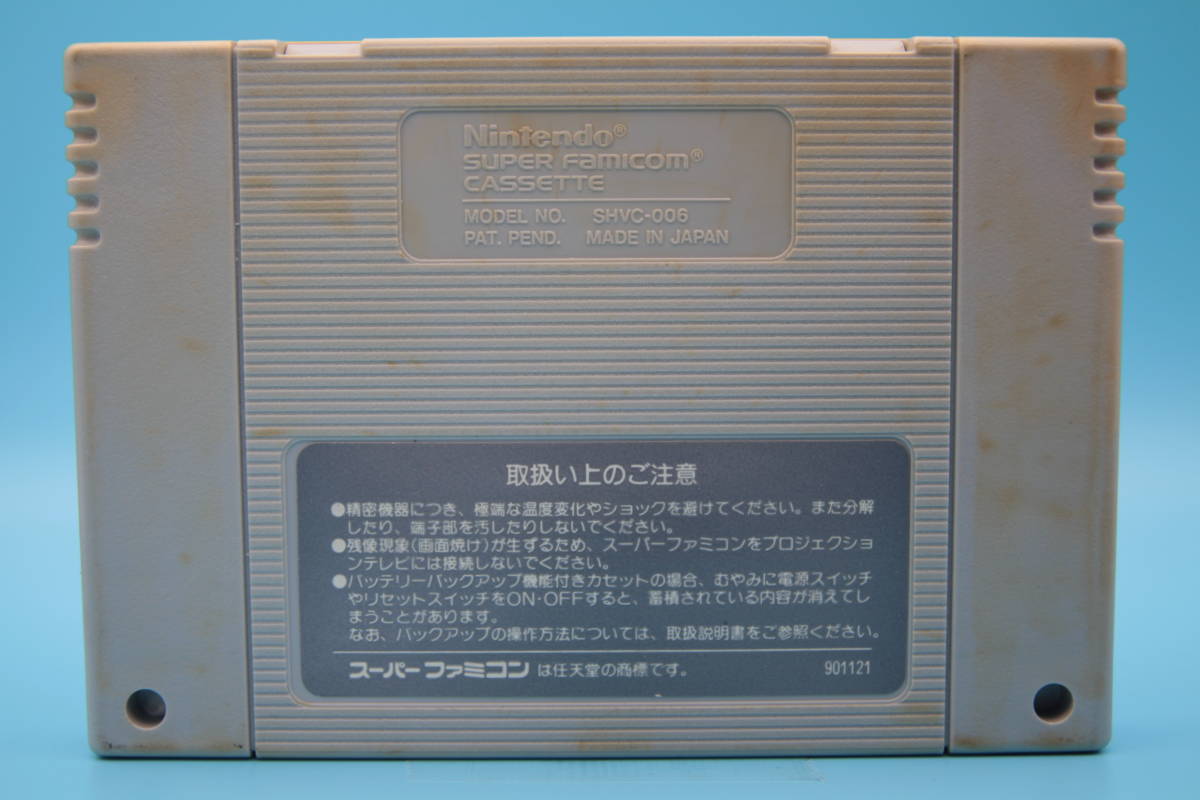 Nintendo®
SUPER FAMICOM®
CASSETTE
MODEL NO. SHVC-006
PAT. PEND. MADE IN JAPAN
取扱い上のご注意
●精密機器につき、極端な温度変化やショックを避けてください。また分解
したり、端子部を汚したりしないでください。
●残像現象(画面焼け)が生ずるため、スーパーファミコンをプロジェクショ
ンテレビには接続しないでください。
●バッテリーバックアップ機能付きカセットの場合、むやみに電源スイッチ
やリセットスイッチをON·OFFすると、蓄積されている内容が消えてし
まうことがあります。
なお、バックアップの操作方法については、取扱説明書をご参照ください。
スーパーファミコン は任天堂の商標です。 901121